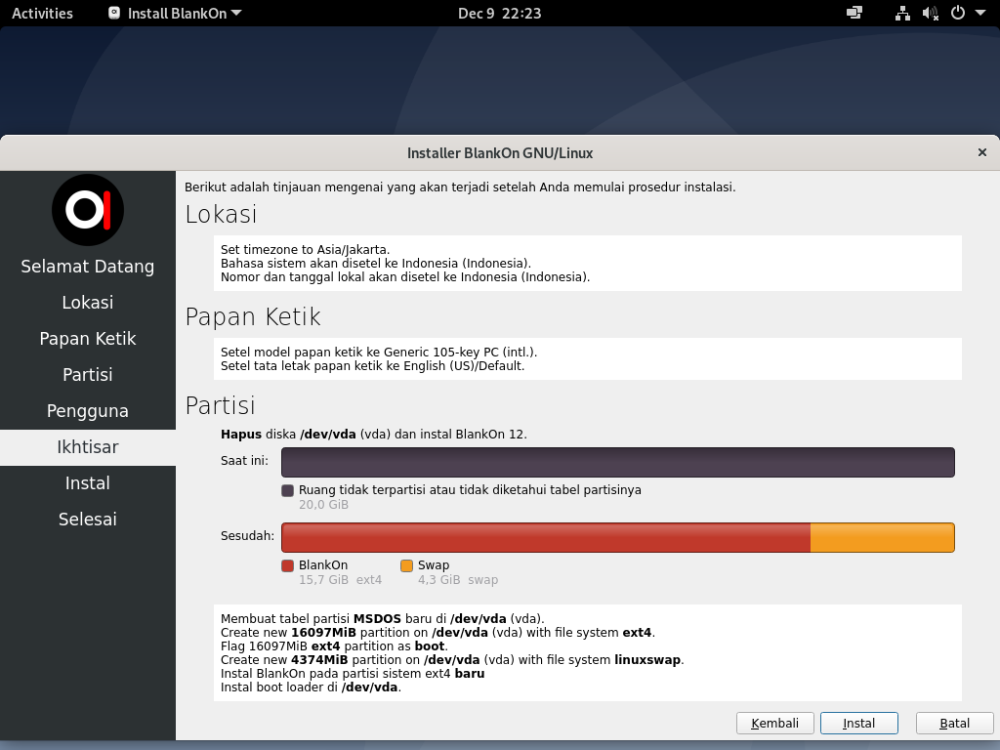 Activities Install BlankOn Dec 9 22:23
Installer BlankOn GNU/Linux
Selamat Datang
Lokasi
Papan Ketik
Partisi
Pengguna
Ikhtisar
Instal
Selesai
Berikut adalah tinjauan mengenai yang akan terjadi setelah Anda memulai prosedur instalasi.
Lokasi
Set timezone to Asia/Jakarta.
Bahasa sistem akan disetel ke Indonesia (Indonesia).
Nomor dan tanggal lokal akan disetel ke Indonesia (Indonesia).
Papan Ketik
Setel model papan ketik ke Generic 105-key PC (intl.).
Setel tata letak papan ketik ke English (US)/Default.
Partisi
Hapus diska /dev/vda (vda) dan instal BlankOn 12.
Saat ini:
Ruang tidak terpartisi atau tidak diketahui tabel partisinya
20,0 GiB
Sesudah:
BlankOn Swap
15,7 GiB ext4 4,3 GiB swap
Membuat tabel partisi MSDOS baru di /dev/vda (vda).
Create new 16097MiB partition on /dev/vda (vda) with file system ext4.
Flag 16097MiB ext4 partition as boot.
Create new 4374MiB partition on /dev/vda (vda) with file system linuxswap.
Instal BlankOn pada partisi sistem ext4 baru
Instal boot loader di /dev/vda.
Kembali Instal Batal